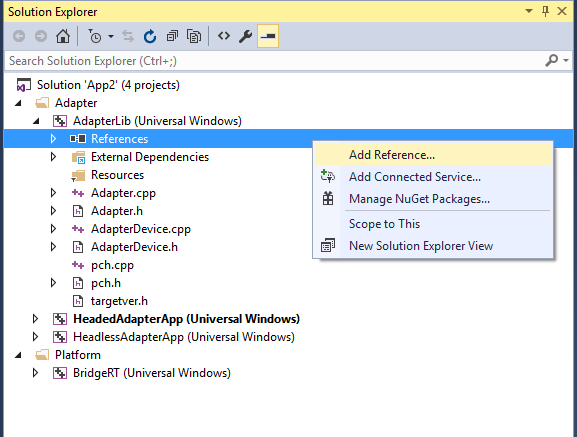 Solution Explorer
Search Solution Explorer (Ctrl+;)
Solution 'App2' (4 projects)
Adapter
AdapterLib (Universal Windows)
References
External Dependencies
Resources
Adapter.cpp
Adapter.h
AdapterDevice.cpp
AdapterDevice.h
pch.cpp
pch.h
targetver.h
HeadedAdapterApp (Universal Windows)
HeadlessAdapterApp (Universal Windows)
Platform
BridgeRT (Universal Windows)
Add Reference...
Add Connected Service...
Manage NuGet Packages...
Scope to This
New Solution Explorer View